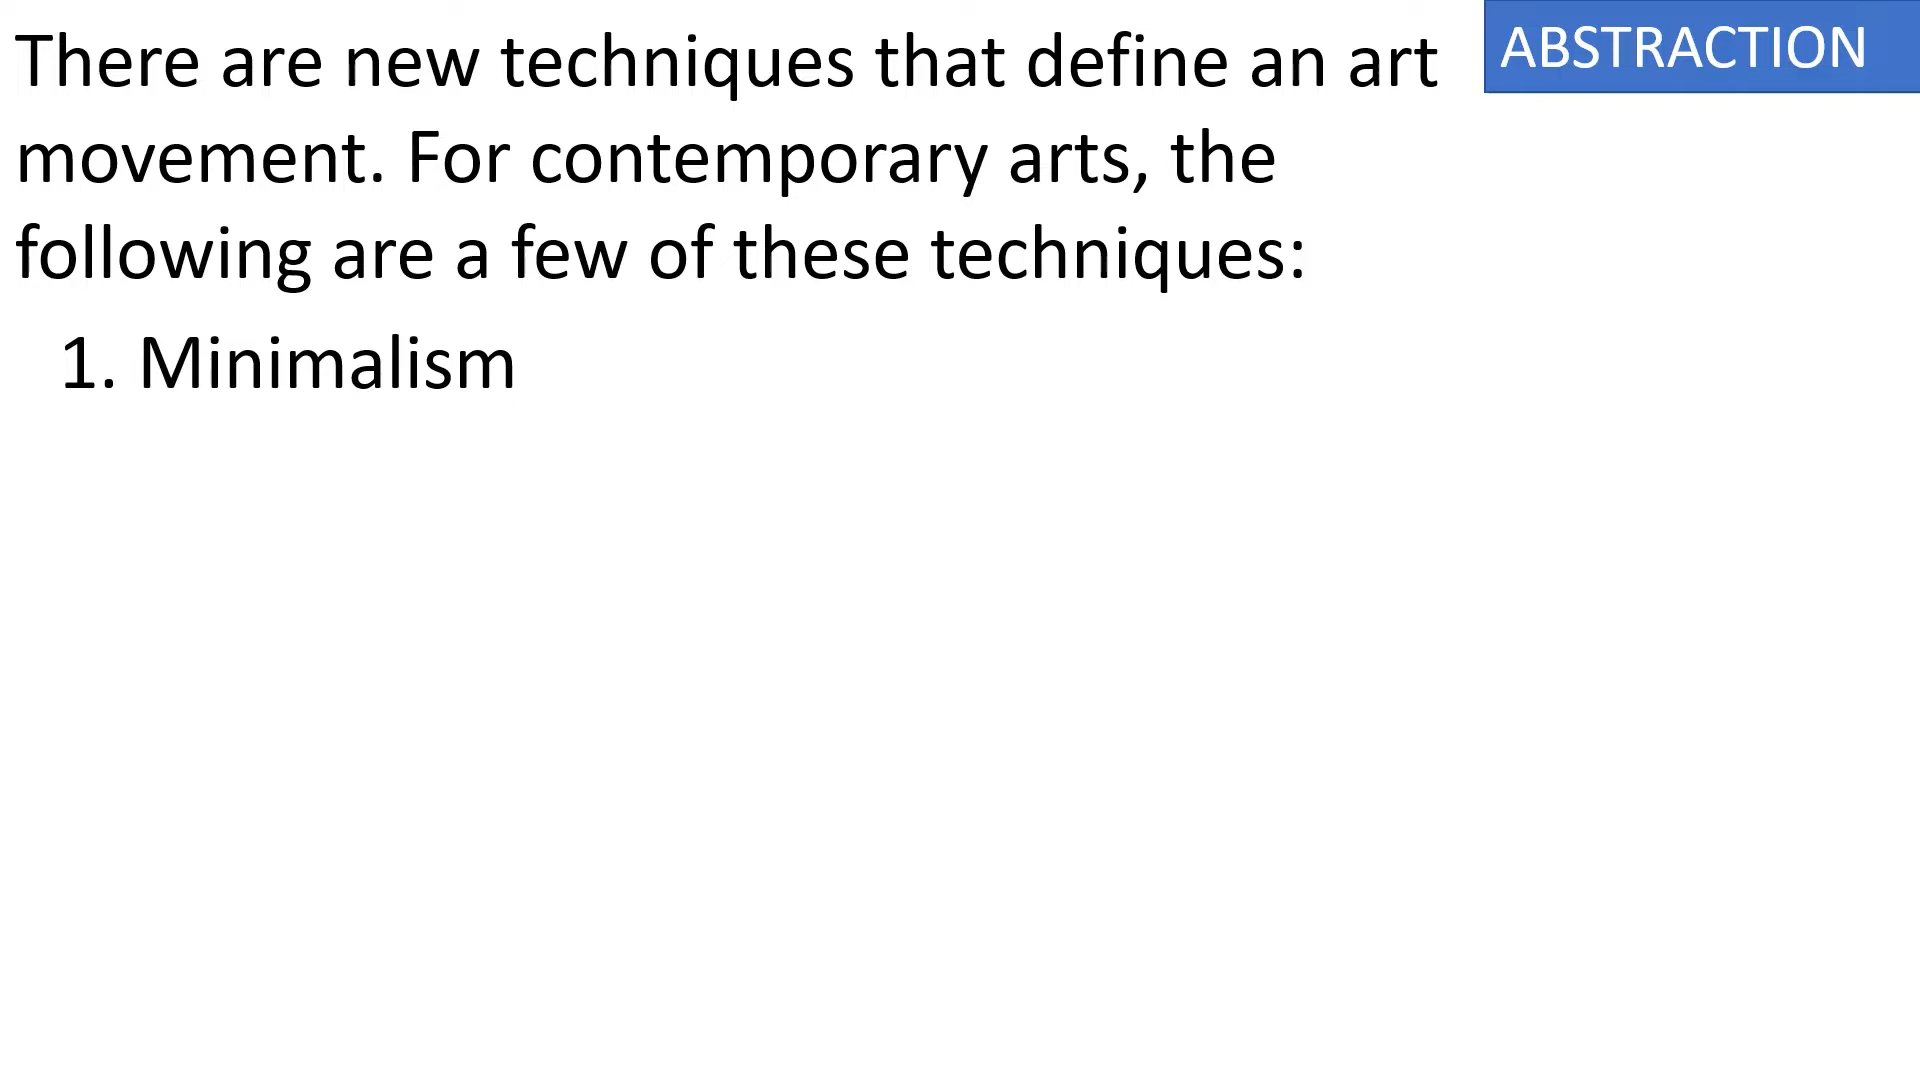 There are new techniques that define an art
movement. For contemporary arts, the
following are a few of these techniques:
1. Minimalism
ABSTRACTION